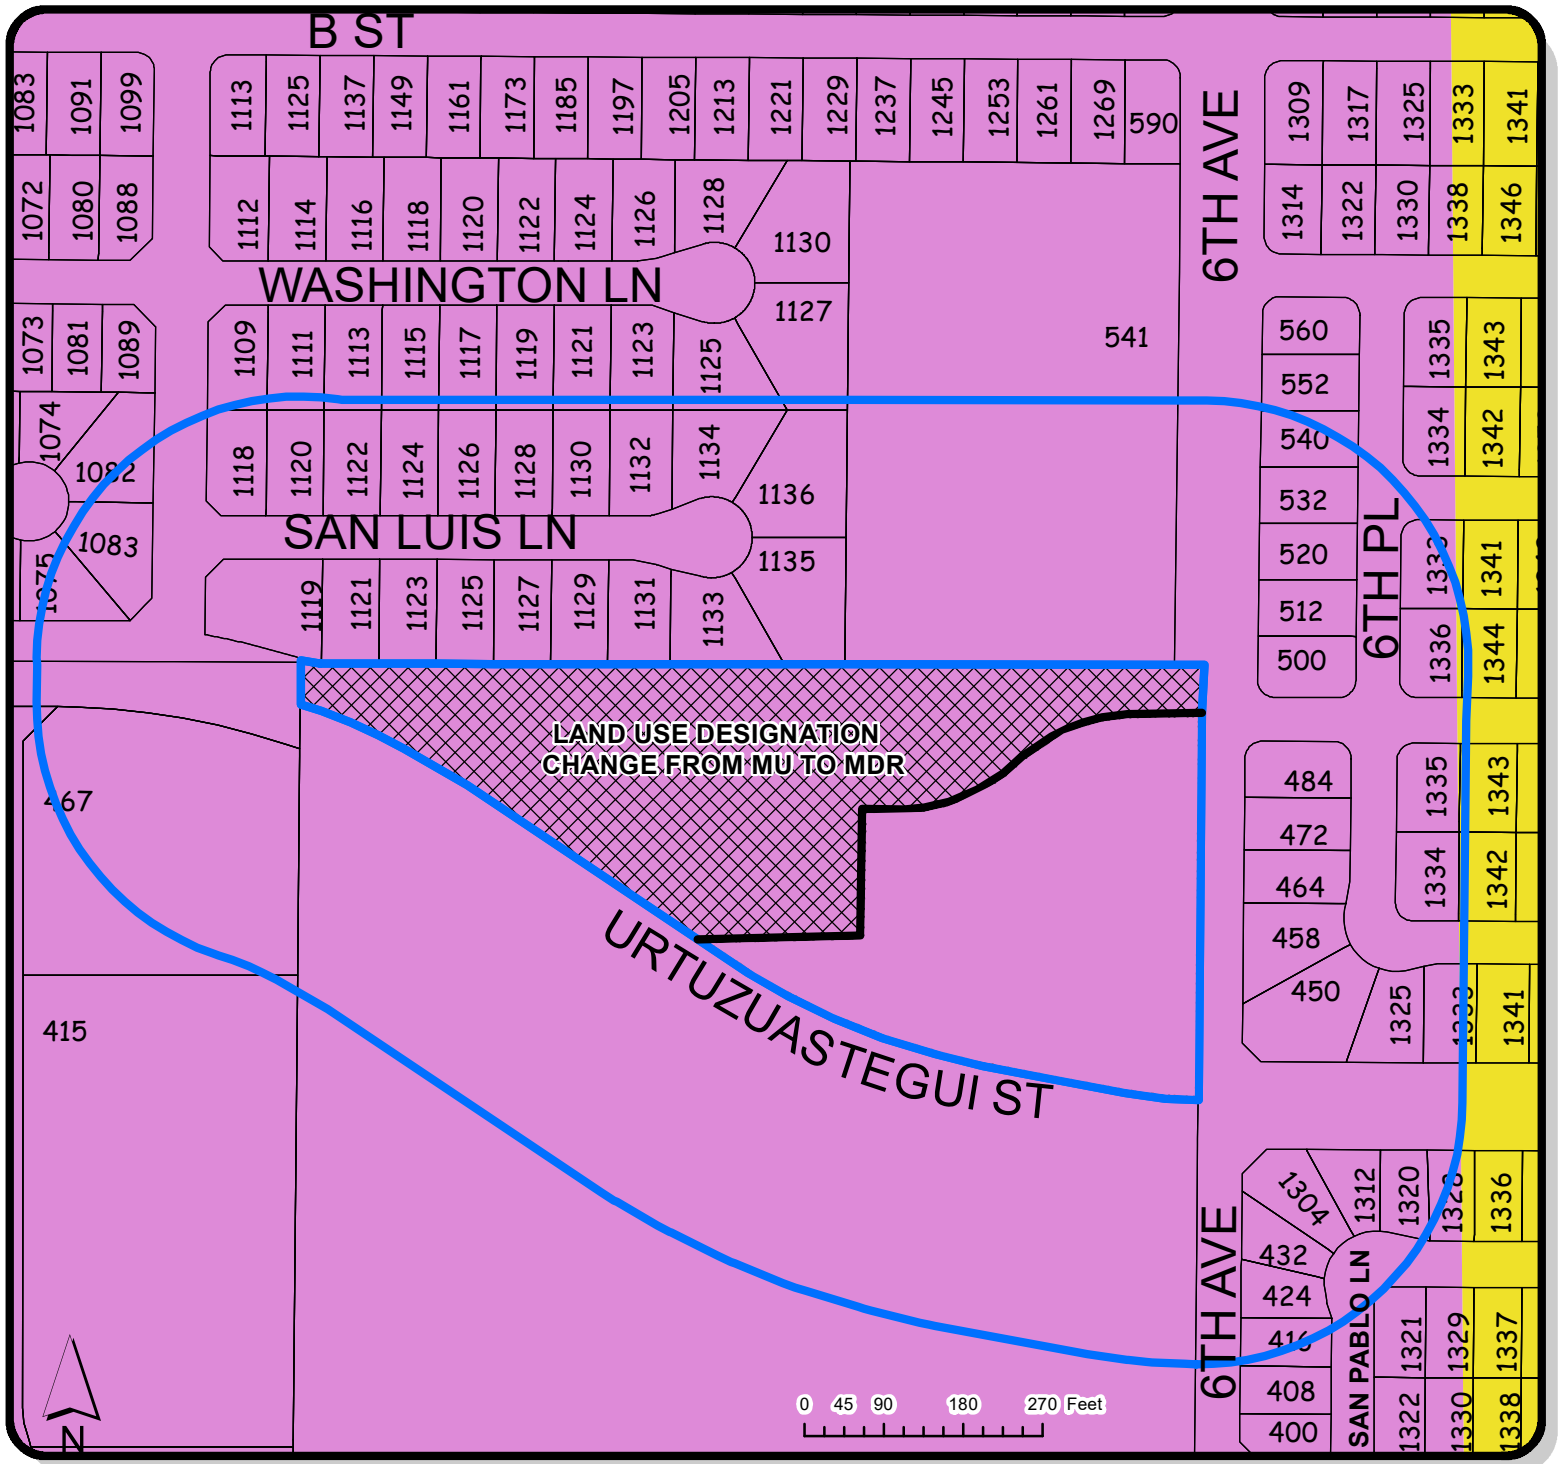 B ST
1083 1091 1099 1113 1125 1137 1149 1161 1173 1185 1197 1205 1213 1221 1229 1237 1245 1253 1261 1269 590 1309 1317 1325 1333 1341
6TH AVE
1072 1080 1088 1112 1114 1116 1118 1120 1122 1124 1126 1128 1314 1322 1330 1338 1346
1130
WASHINGTON LN
1127
1073 1081 1089 1109 1111 1113 1115 1117 1119 1121 1123 1125 541 560 1335 1343
552
1074 1082 1118 1120 1122 1124 1126 1128 1130 1132 1134 540 1334 1342
1136 532
SAN LUIS LN
6TH PL
1083 1135 520 1333 1341
1075 1119 1121 1123 1125 1127 1129 1131 1133 512
500 1336 1344
LAND USE DESIGNATION
CHANGE FROM MU TO MDR
467 484 1335 1343
472
464 1334 1342
URTUZUASTEGUI ST
458
450 1325 1333 1341
415
1304 1312 1320 1328 1336
6TH AVE
432
424
SAN PABLO LN
416 1321 1329 1337
408
400 1322 1330 1338
0 45 90 180 270 Feet
N